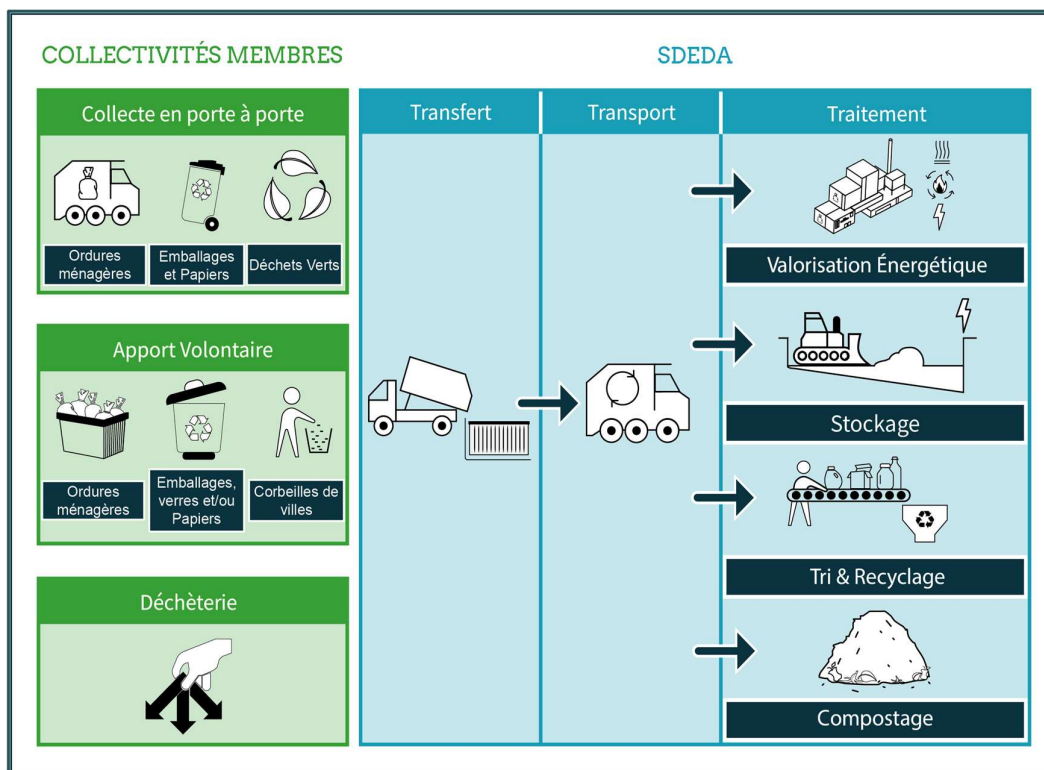 COLLECTIVITÉS MEMBRES
SDEDA
Collecte en porte à porte
Ordures
ménagères
Emballages
et Papiers
Déchets Verts
Apport Volontaire
Ordures
ménagères
Emballages,
verres et/ou
Papiers
Corbeilles de
villes
Déchèterie
Transfert
Transport
Traitement
Valorisation Énergétique
Stockage
Tri & Recyclage
Compostage